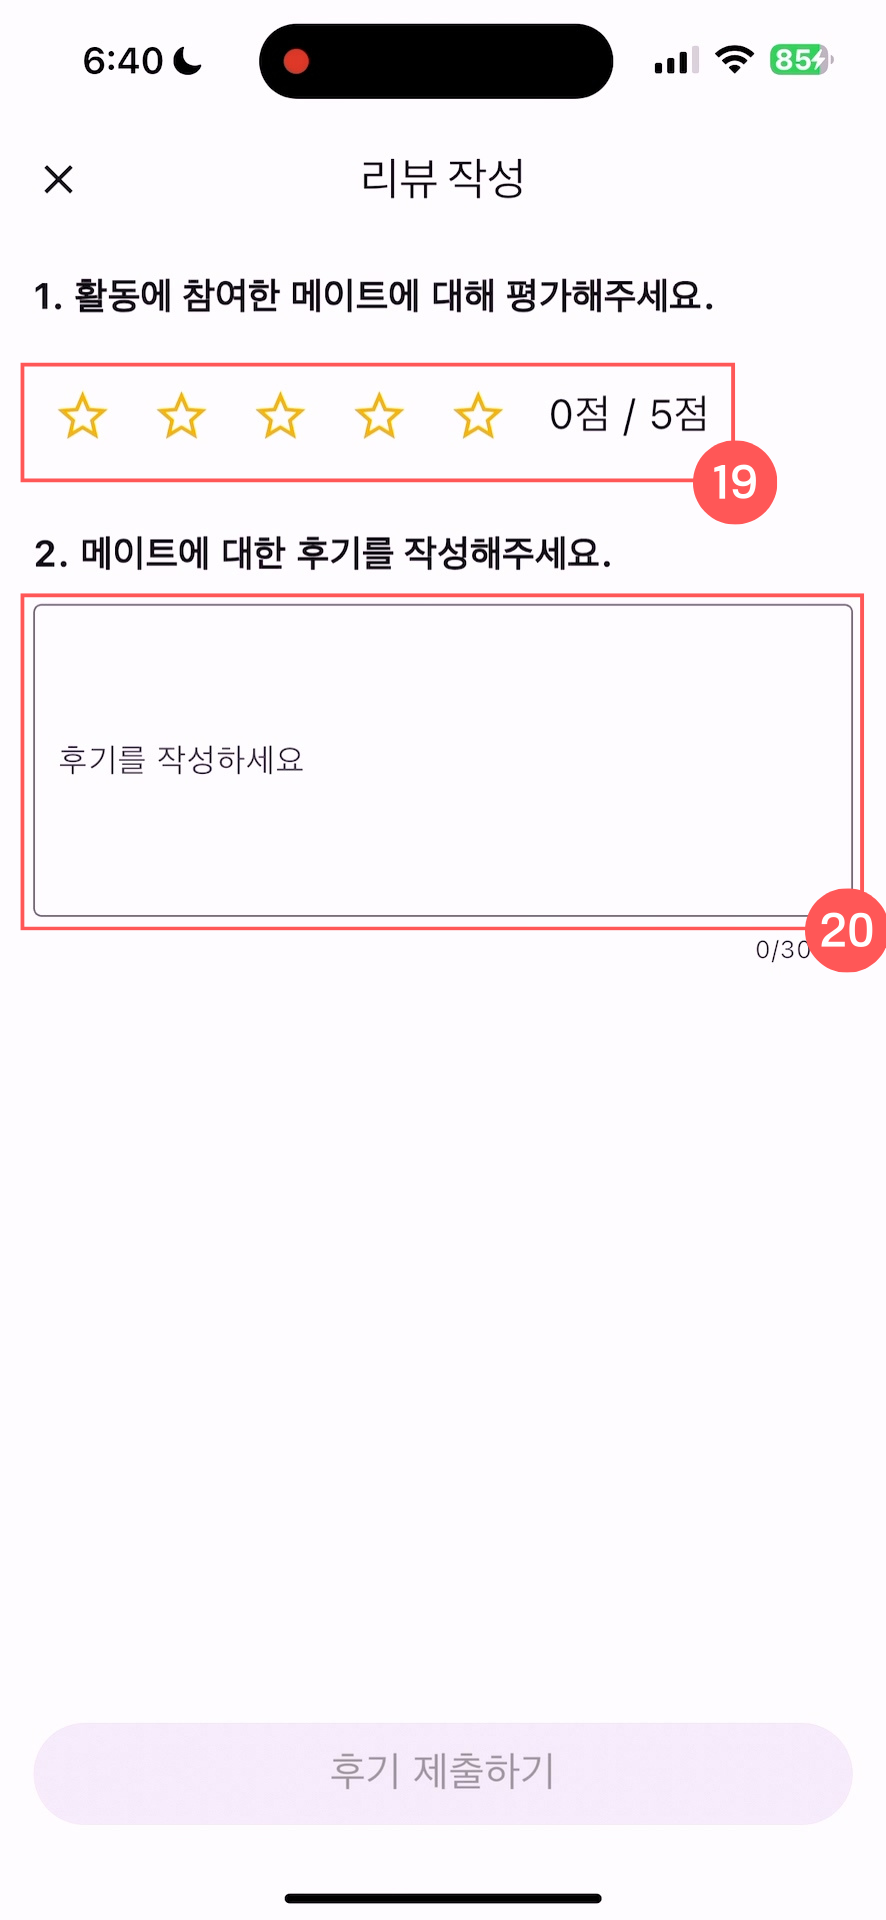 6:40
85
리뷰 작성
1. 활동에 참여한 메이트에 대해 평가해주세요.
0점 / 5점
19
2. 메이트에 대한 후기를 작성해주세요.
후기를 작성하세요
20
0/30
후기 제출하기